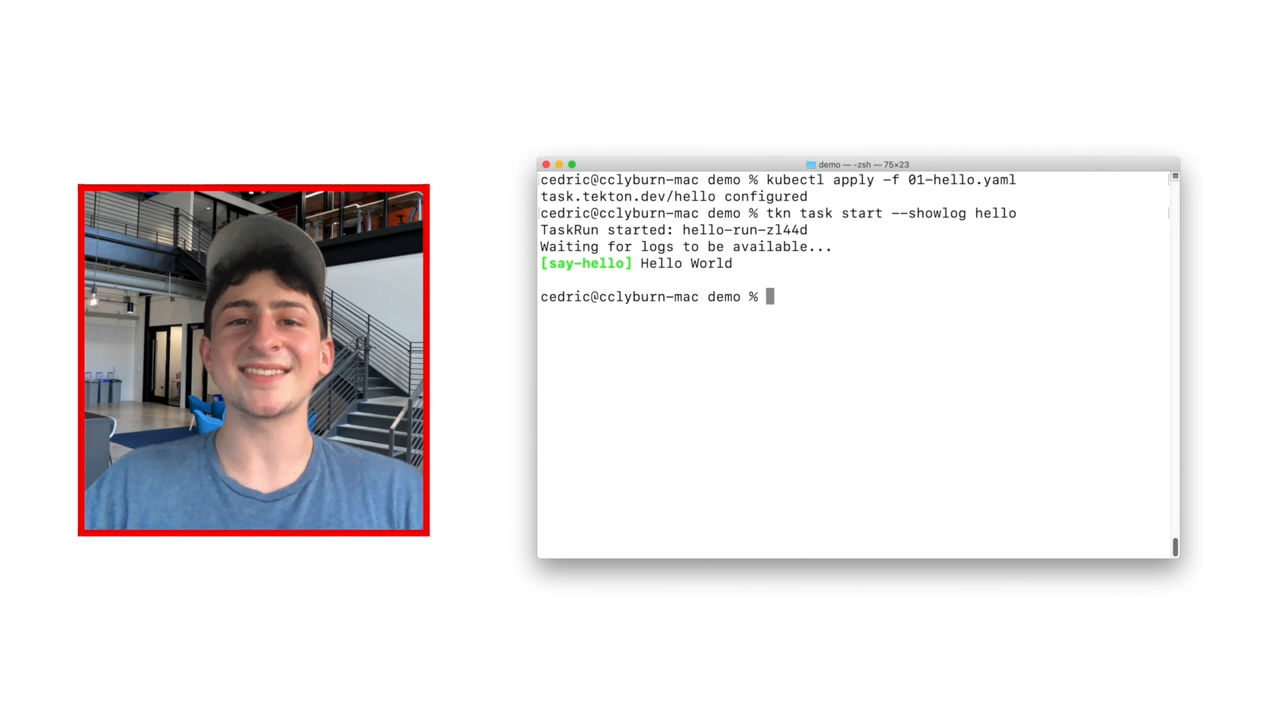 demo — -zsh — 75×23
cedric@cclyburn-mac demo % kubectl apply -f 01-hello.yaml
task.tekton.dev/hello configured
cedric@cclyburn-mac demo % tkn task start --showlog hello
TaskRun started: hello-run-zl44d
Waiting for logs to be available...
[say-hello] Hello World
cedric@cclyburn-mac demo %